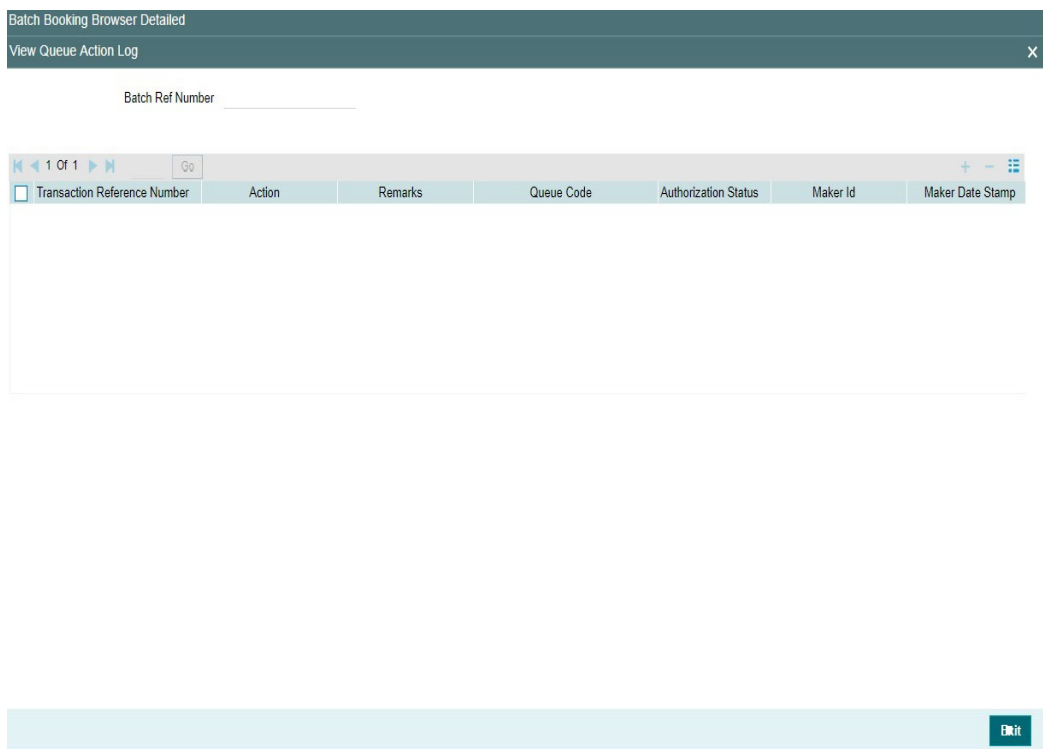 Batch Booking Browser Detailed
View Queue Action Log
Batch Ref Number
1 Of 1 Go
Transaction Reference Number Action Remarks Queue Code Authorization Status Maker Id Maker Date Stamp
Exit